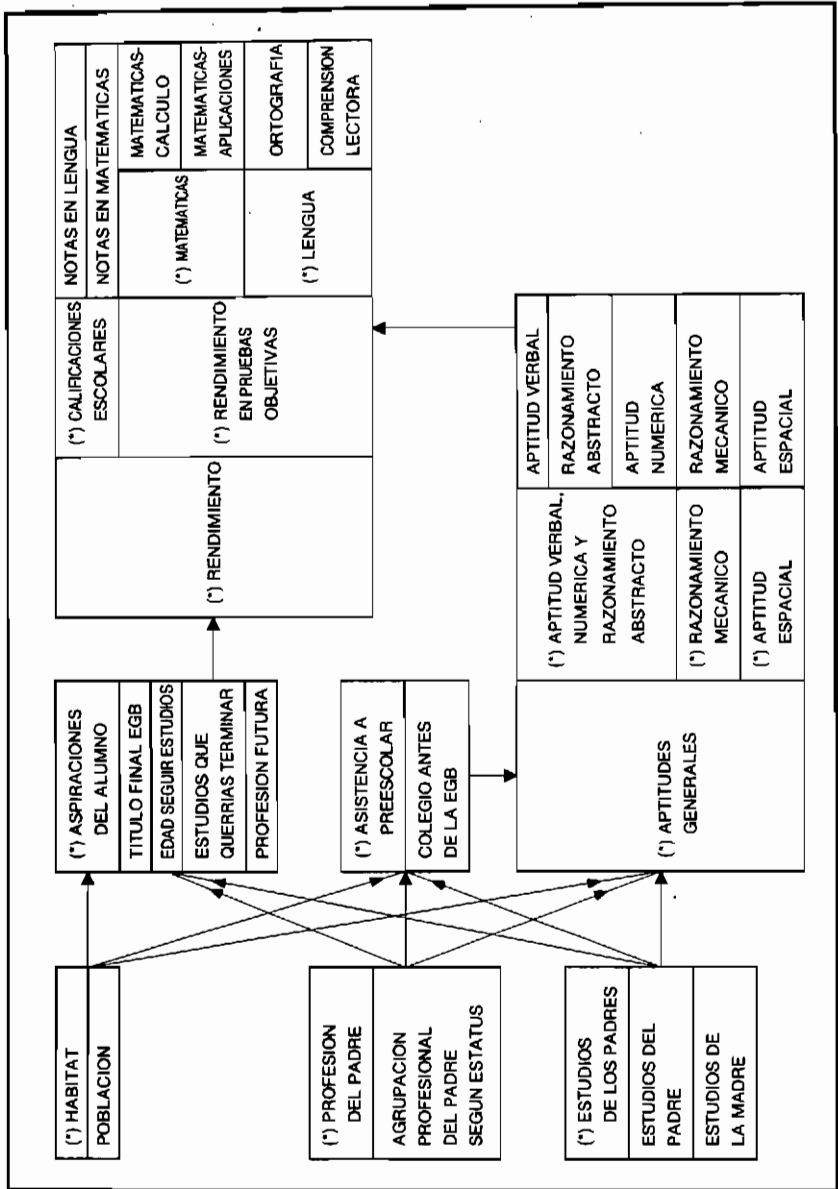 (*) HABITAT
POBLACION
(*) PROFESION
DEL PADRE
AGRUPACION
PROFESIONAL
DEL PADRE
SEGUN ESTATUS
(*) ESTUDIOS
DE LOS PADRES
ESTUDIOS DEL
PADRE
ESTUDIOS DE
LA MADRE
(*) ASPIRACIONES
DEL ALUMNO
TITULO FINAL EGB
EDAD SEGUIR ESTUDIOS
ESTUDIOS QUE
QUERRIAS TERMINAR
PROFESION FUTURA
(*) ASISTENCIA A
PREESCOLAR
COLEGIO ANTES
DE LA EGB
(*) APTITUDES
GENERALES
(*) APTITUD VERBAL,
NUMERICA Y
RAZONAMIENTO
ABSTRACTO
(*) RAZONAMIENTO
MECANICO
(*) APTITUD
ESPACIAL
APTITUD VERBAL
RAZONAMIENTO
ABSTRACTO
APTITUD
NUMERICA
RAZONAMIENTO
MECANICO
APTITUD
ESPACIAL
(*) RENDIMIENTO
(*) CALIFICACIONES
ESCOLARES
(*) RENDIMIENTO
EN PRUEBAS
OBJETIVAS
NOTAS EN LENGUA
NOTAS EN MATEMATICAS
(*) MATEMATICAS
MATEMATICAS-
CALCULO
MATEMATICAS-
APLICACIONES
(*) LENGUA
ORTOGRAFIA
COMPRENSION
LECTORA